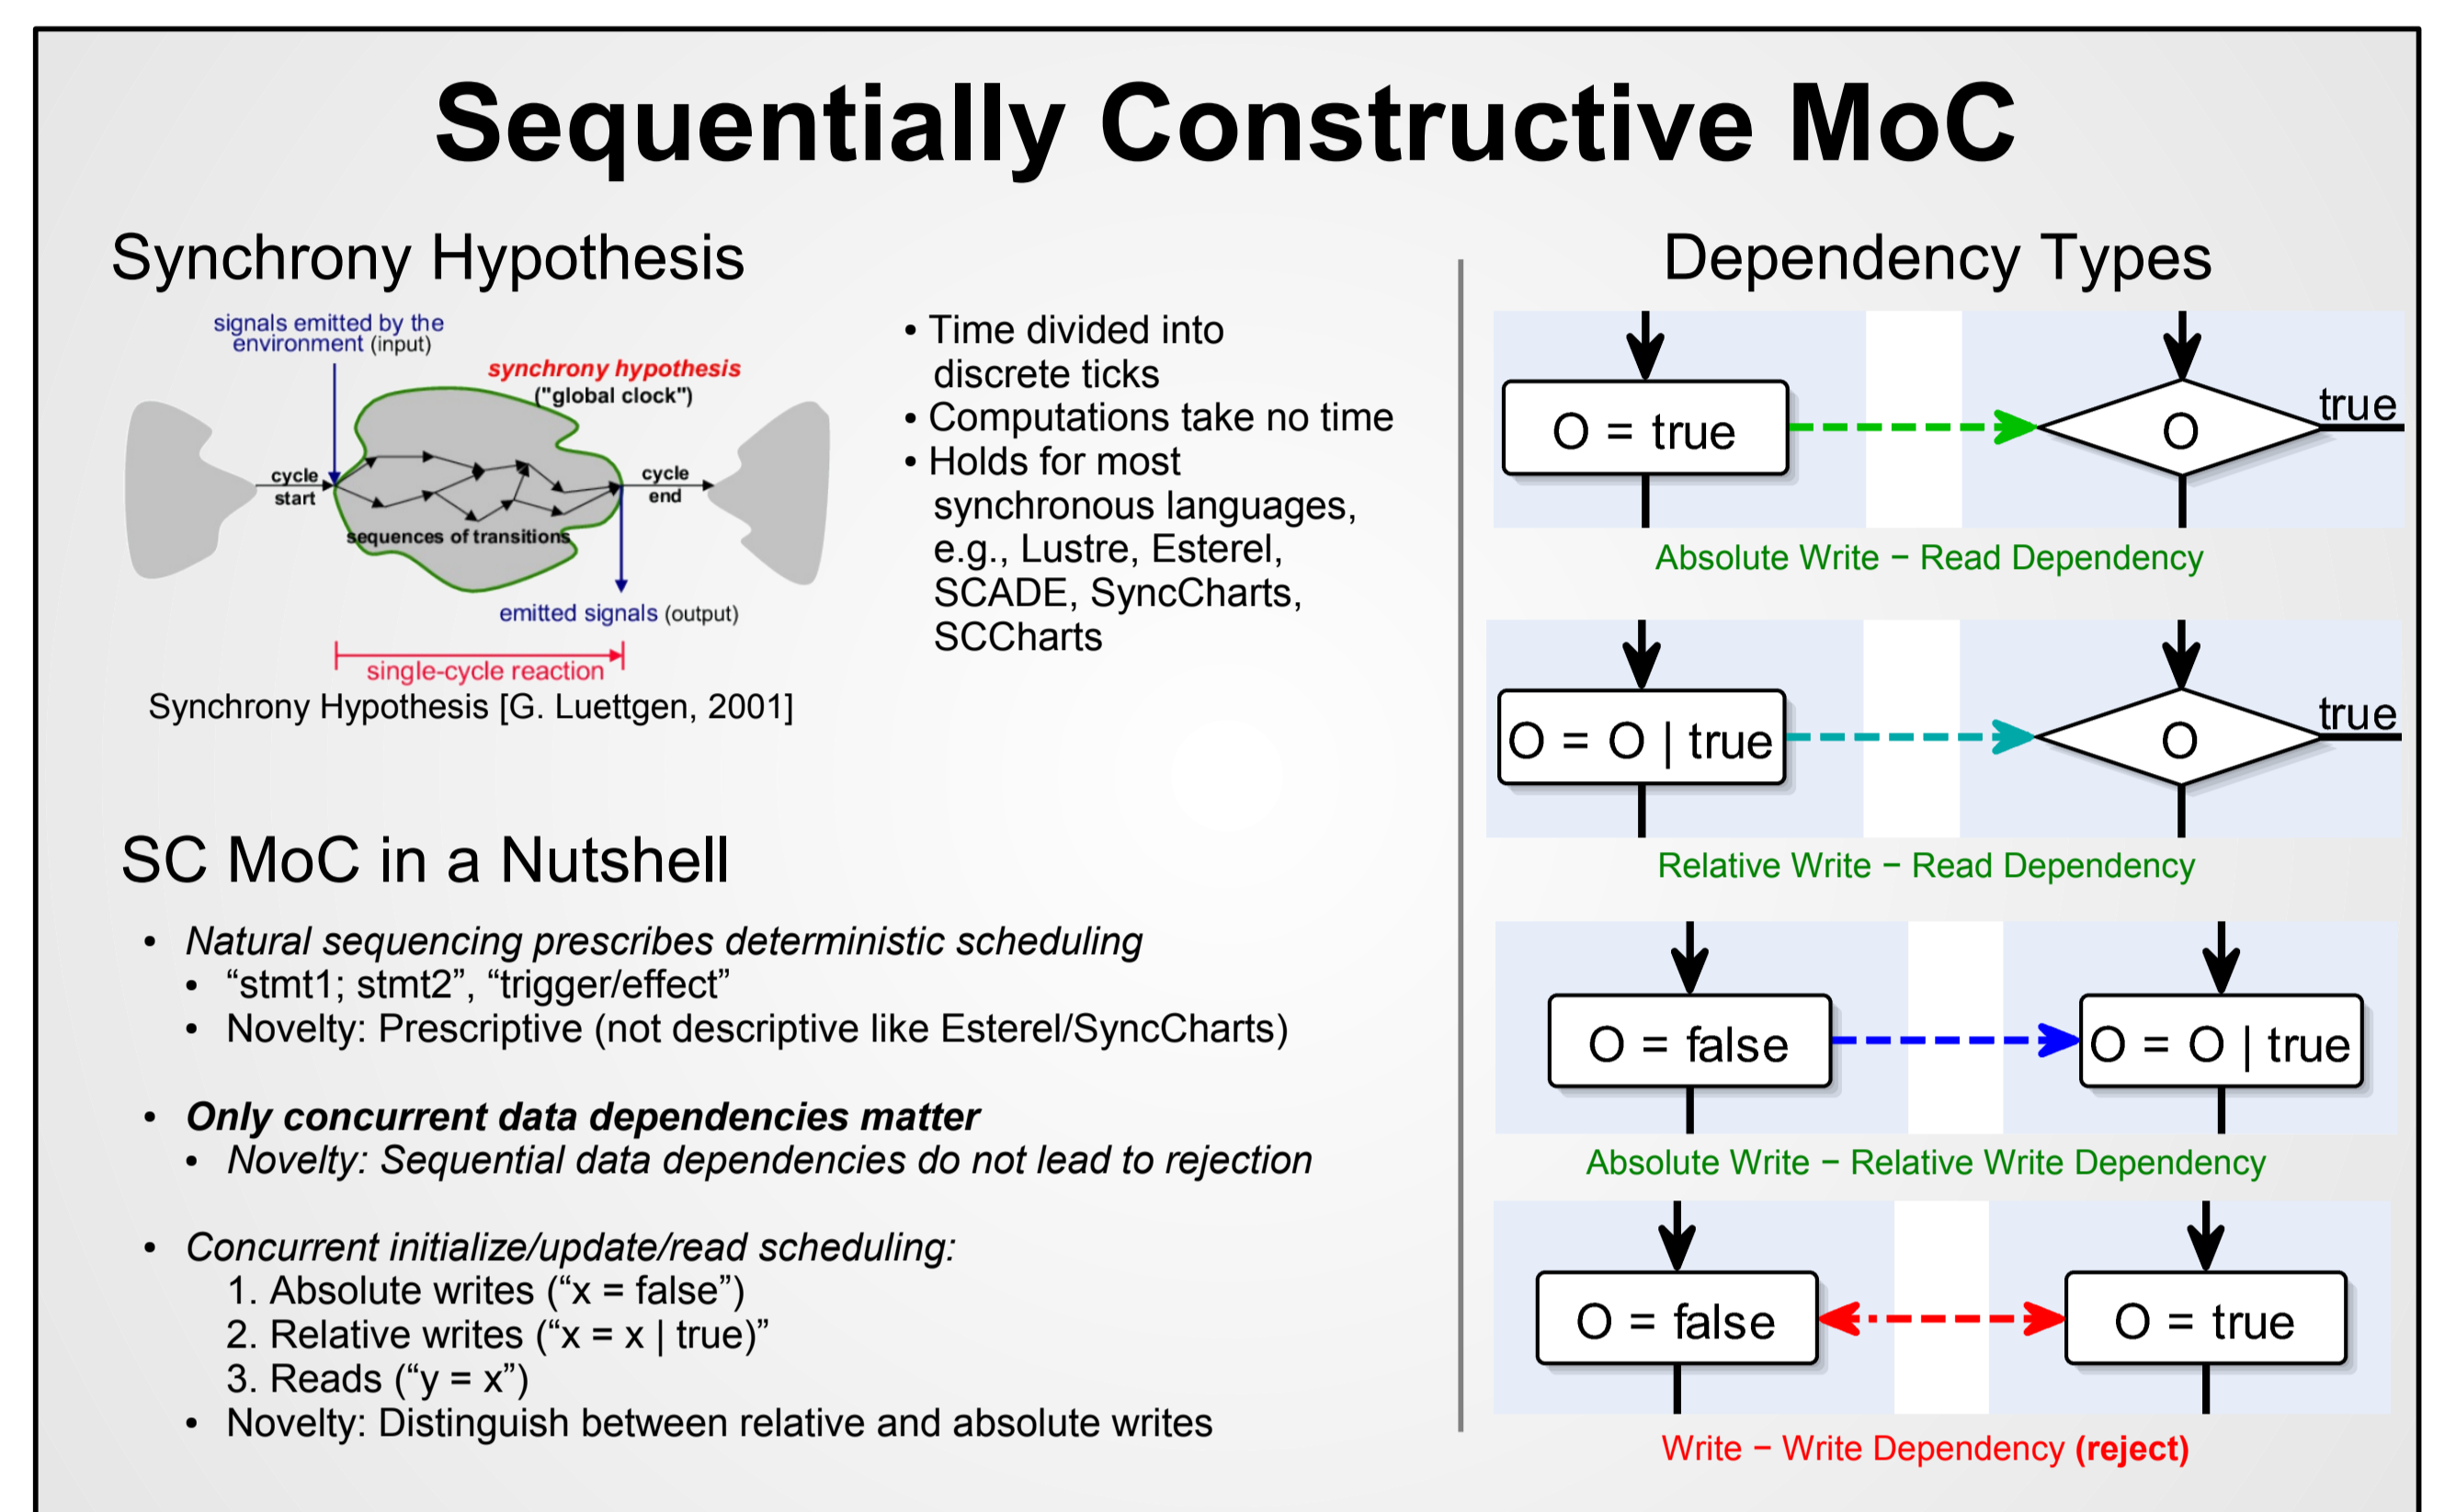 Sequentially Constructive MoC
Synchrony Hypothesis
signals emitted by the
environment (input)
synchrony hypothesis
("global clock")
cycle
start
cycle
end
sequences of transitions
emitted signals (output)
single-cycle reaction
Synchrony Hypothesis [G. Luettgen, 2001]
• Time divided into
discrete ticks
• Computations take no time
• Holds for most
synchronous languages,
e.g., Lustre, Esterel,
SCADE, SyncCharts,
SCCharts
SC MoC in a Nutshell
• Natural sequencing prescribes deterministic scheduling
• “stmt1; stmt2”, “trigger/effect”
• Novelty: Prescriptive (not descriptive like Esterel/SyncCharts)
• Only concurrent data dependencies matter
• Novelty: Sequential data dependencies do not lead to rejection
• Concurrent initialize/update/read scheduling:
1. Absolute writes (“x = false”)
2. Relative writes (“x = x | true)”
3. Reads (“y = x”)
• Novelty: Distinguish between relative and absolute writes
Dependency Types
O = true
O
true
Absolute Write − Read Dependency
O = O | true
O
true
Relative Write − Read Dependency
O = false
O = O | true
Absolute Write − Relative Write Dependency
O = false
O = true
Write − Write Dependency (reject)